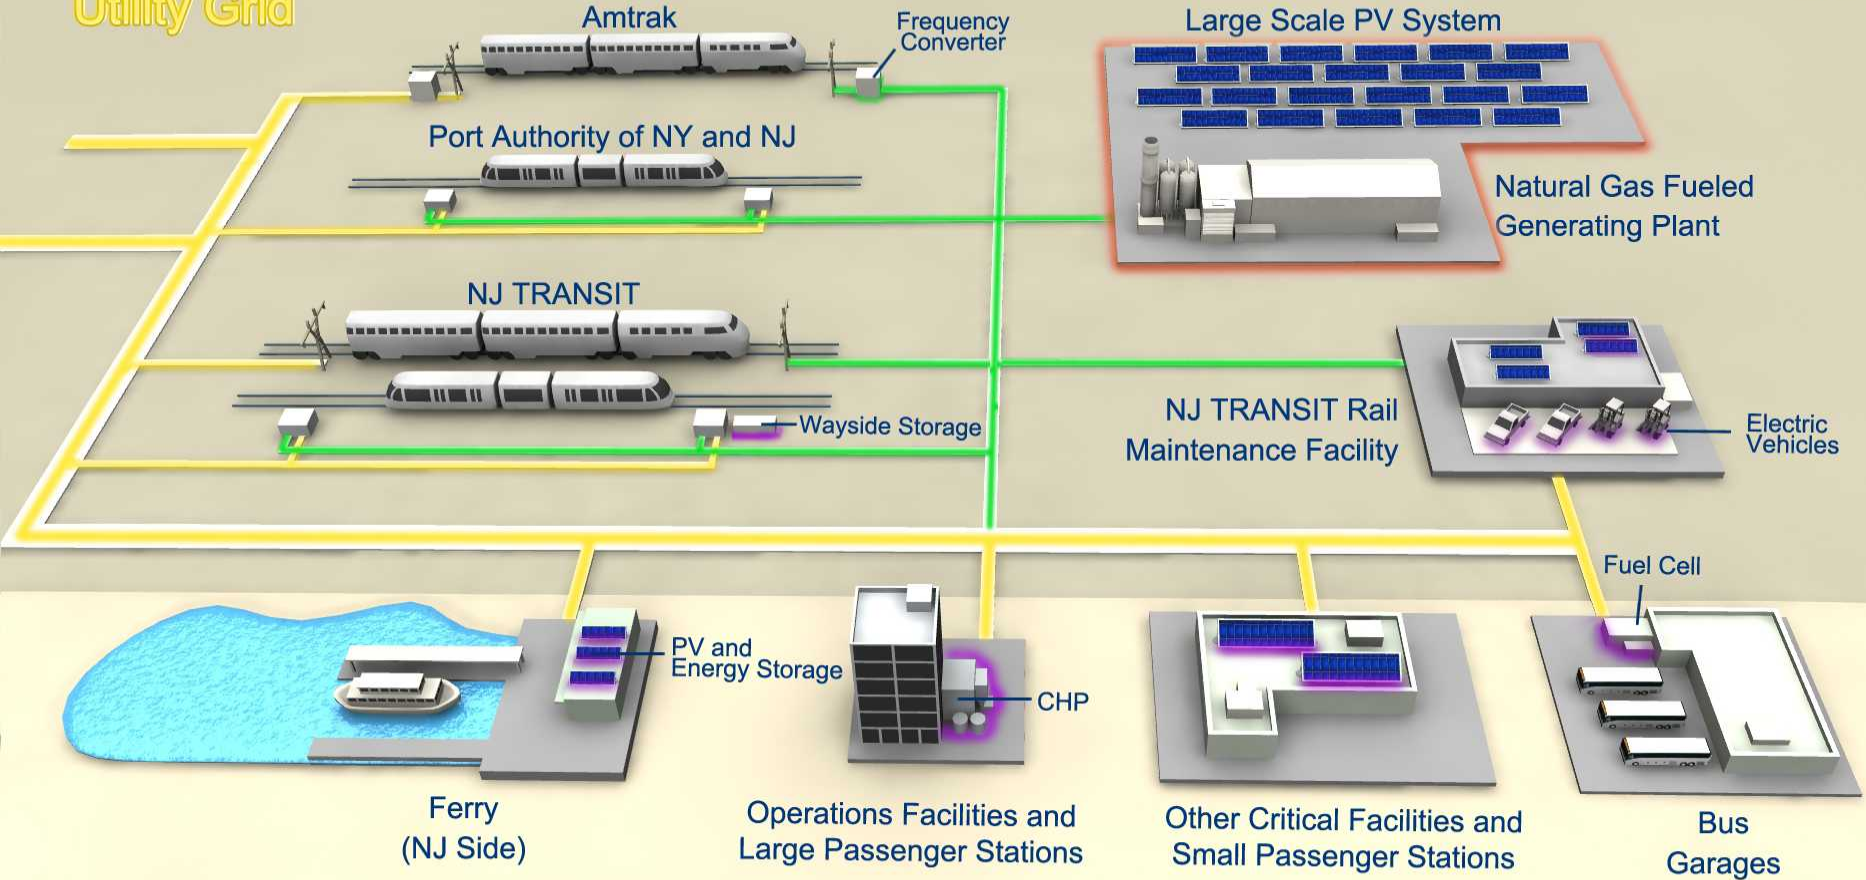 Utility Grid
Amtrak
Frequency
Converter
Large Scale PV System
Port Authority of NY and NJ
Natural Gas Fueled
Generating Plant
NJ TRANSIT
Wayside Storage
NJ TRANSIT Rail
Maintenance Facility
Electric
Vehicles
Fuel Cell
PV and
Energy Storage
CHP
Ferry
(NJ Side)
Operations Facilities and
Large Passenger Stations
Other Critical Facilities and
Small Passenger Stations
Bus
Garages